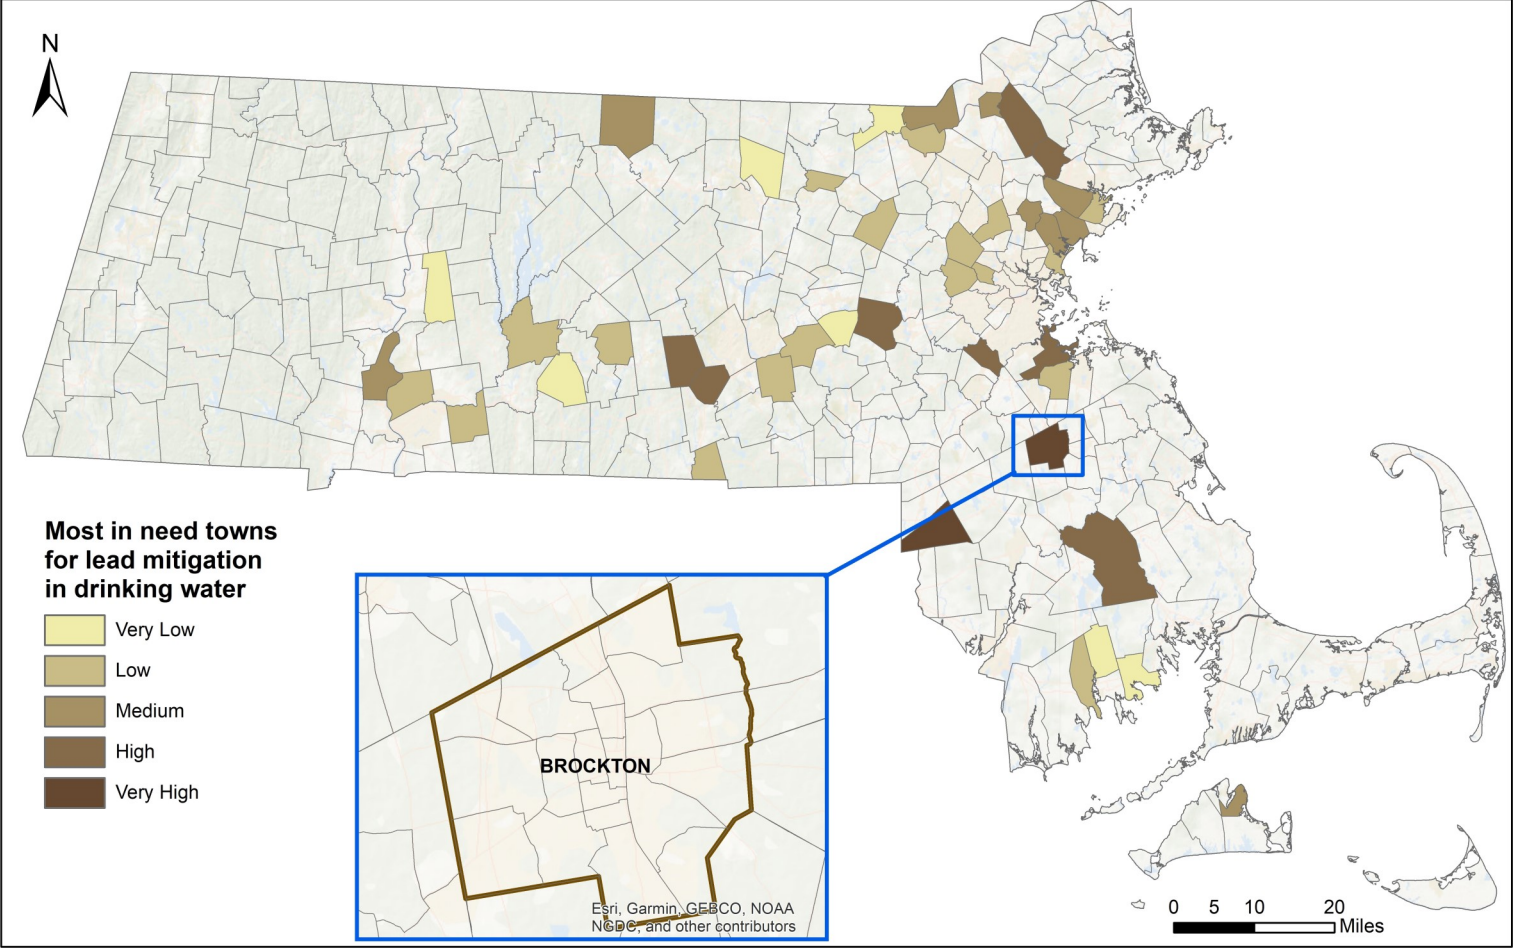 N
Most in need towns
for lead mitigation
in drinking water
Very Low
Low
Medium
High
Very High
BROCKTON
Esri, Garmin, GEBCO, NOAA
NGDC, and other contributors
0 5 10 20
Miles